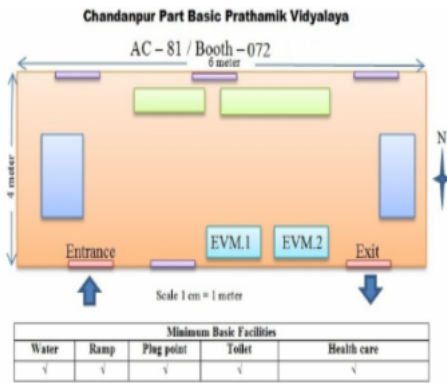 Chandanpur Part Basic Prathamik Vidyalaya
AC – 81 / Booth –072
6 meter
4 meter
N
EVM.1 EVM.2
Entrance Exit
Scale 1 cm = 1 meter
Minimum Basic Facilities
Water Ramp Plug point Toilet Health care
√ √ √ √ √